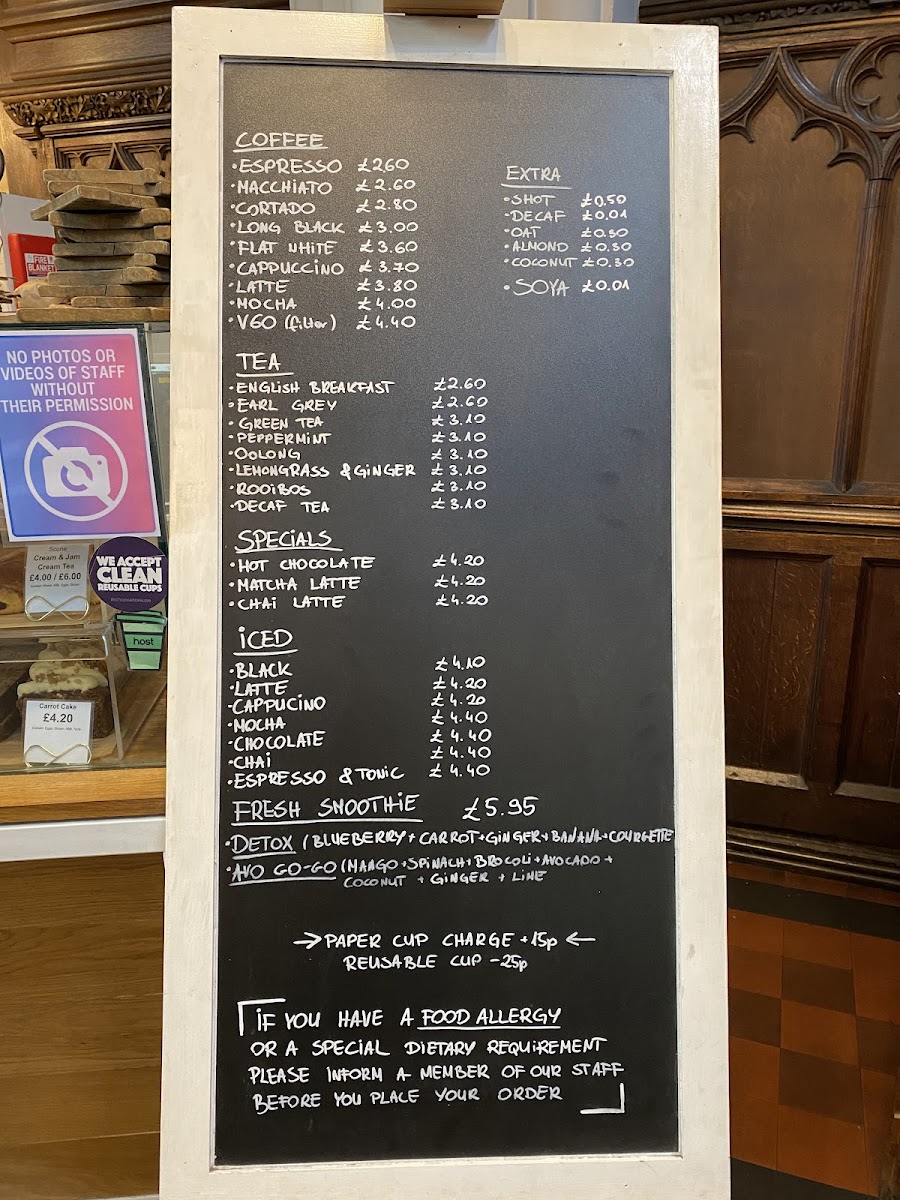 COFFEE
·ESPRESSO £260
·MACCHIATO £2.60
·CORTADO £2.80
·LONG BLACK £3.00
·FLAT WHITE £3.60
·CAPPUCCINO £3.70
·LATTE £3.80
·MOCHA £4.00
·V60 (filter) £4.40
EXTRA
·SHOT £0.50
·DECAF £0.01
·OAT £0.50
·ALMOND £0.50
·COCONUT £0.30
·SOYA £0.01
TEA
·ENGLISH BREAKFAST £2.60
·EARL GREY £2.60
·GREEN TEA £3.10
·PEPPERMINT £3.10
·OOLONG £3.10
·LEMONGRASS & GINGER £3.10
·ROOIBOS £3.10
·DECAF TEA £3.10
SPECIALS
·HOT CHOCOLATE £4.20
·MATCHA LATTE £4.20
·CHAI LATTE £4.20
ICED
·BLACK £4.10
·LATTE £4.20
·CAPPUCINO £4.20
·MOCHA £4.40
·CHOCOLATE £4.40
·CHAI £4.40
·ESPRESSO & TONIC £4.40
FRESH SMOOTHIE £5.95
·DETOX (BLUEBERRY + CARROT + GINGER + BANANA + COURGETTE
·AVO GO-GO (MANGO + SPINACH + BROCOLI + AVOCADO +
COCONUT + GINGER + LIME
→ PAPER CUP CHARGE +15p ←
REUSABLE CUP -25p
IF YOU HAVE A FOOD ALLERGY
OR A SPECIAL DIETARY REQUIREMENT
PLEASE INFORM A MEMBER OF OUR STAFF
BEFORE YOU PLACE YOUR ORDER
FIRE
BLANKET
NO PHOTOS OR
VIDEOS OF STAFF
WITHOUT
THEIR PERMISSION
Scone
Cream & Jam
Cream Tea
£4.00 / £6.00
WE ACCEPT
CLEAN
REUSABLE CUPS
host
Carrot Cake
£4.20